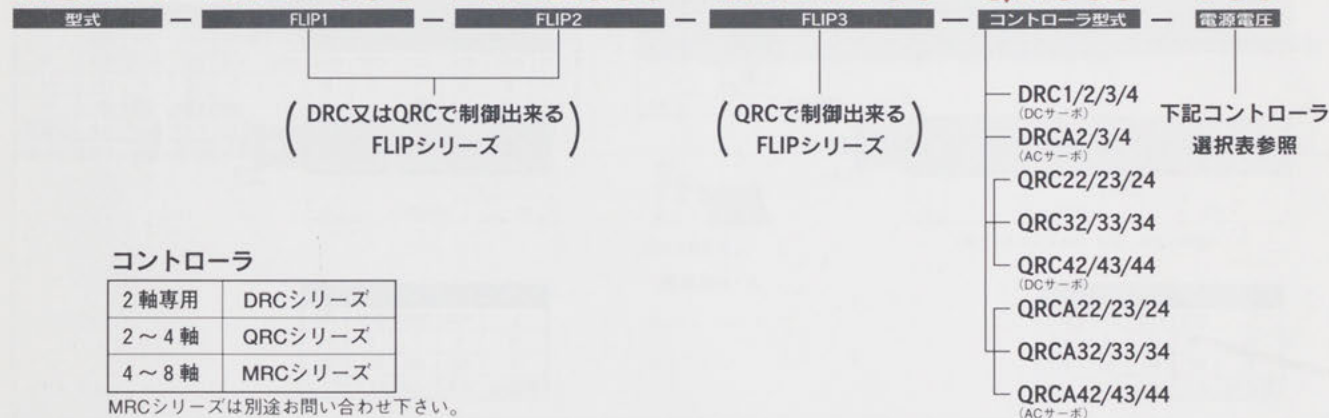 型式 — FLIP1 — FLIP2 — FLIP3 — コントローラ型式 — 電源電圧
(DRC又はQRCで制御出来る
FLIPシリーズ)
(QRCで制御出来る
FLIPシリーズ)
DRC1/2/3/4
(DCサーボ)
DRCA2/3/4
(ACサーボ)
QRC22/23/24
QRC32/33/34
QRC42/43/44
(DCサーボ)
QRCA22/23/24
QRCA32/33/34
QRCA42/43/44
(ACサーボ)
下記コントローラ
選択表参照
コントローラ
2軸専用 DRCシリーズ
2～4軸 QRCシリーズ
4～8軸 MRCシリーズ
MRCシリーズは別途お問い合わせ下さい。